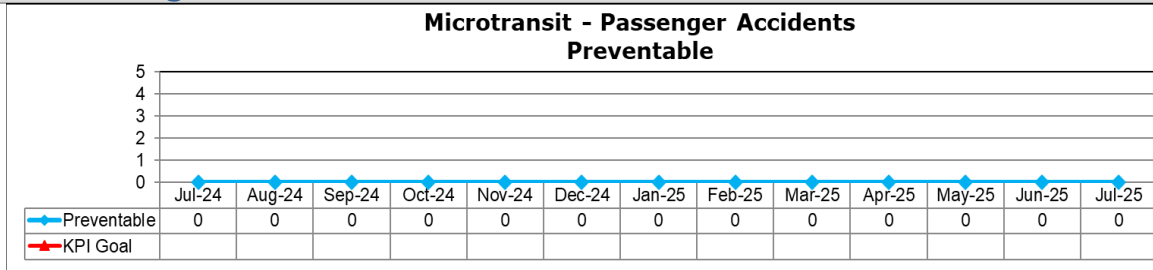 Microtransit - Passenger Accidents
Preventable
5
4
3
2
1
0
Jul-24 Aug-24 Sep-24 Oct-24 Nov-24 Dec-24 Jan-25 Feb-25 Mar-25 Apr-25 May-25 Jun-25 Jul-25
Preventable 0 0 0 0 0 0 0 0 0 0 0 0 0
KPI Goal